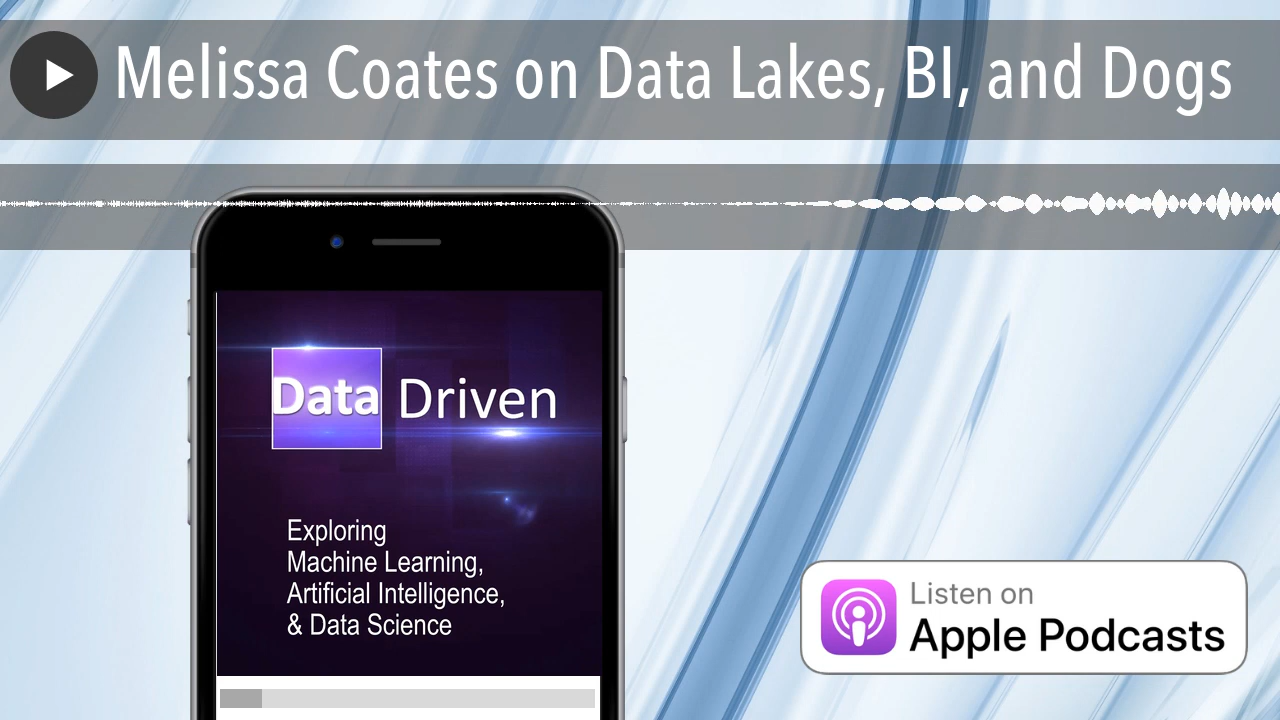 Melissa Coates on Data Lakes, BI, and Dogs
Data Driven
Exploring
Machine Learning,
Artificial Intelligence,
& Data Science
Listen on
Apple Podcasts